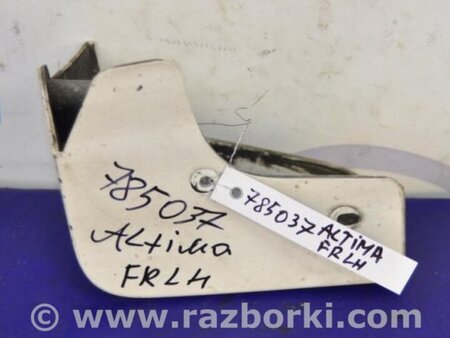 785037
Altima
FRLH
785037 ALTIMA
FRLH
www.razborki.com